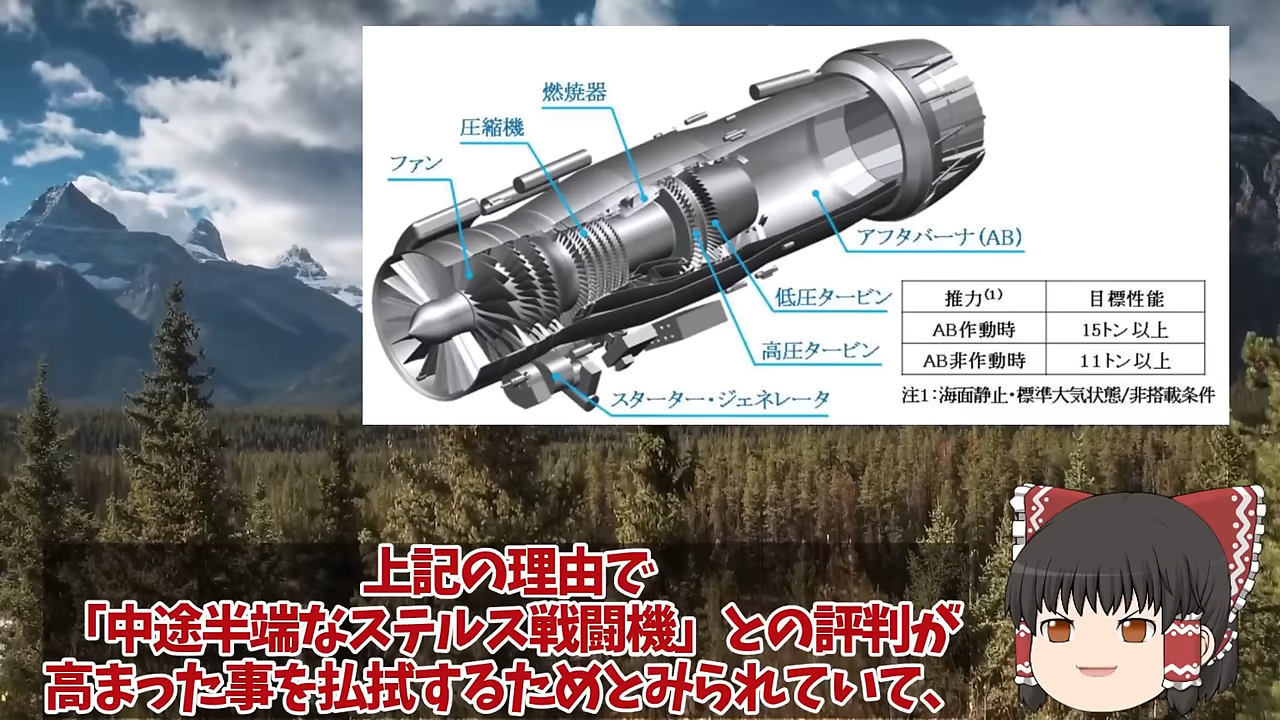 燃焼器
圧縮機
ファン
アフタバーナ(AB)
低圧タービン
高圧タービン
スターター・ジェネレータ
推力(1) 目標性能
AB作動時 15トン以上
AB非作動時 11トン以上
注1:海面静止・標準大気状態/非搭載条件
上記の理由で
「中途半端なステルス戦闘機」との評判が
高まった事を払拭するためとみられていて、